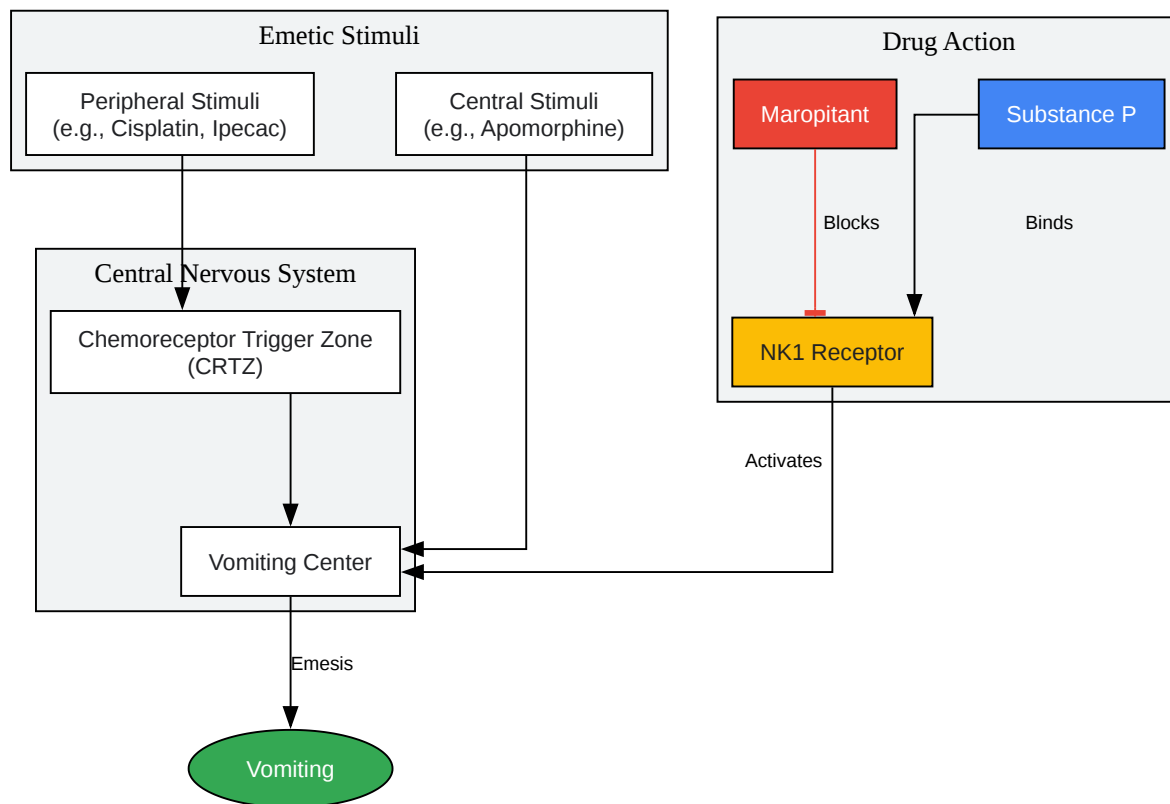 Emetic Stimuli
Peripheral Stimuli
(e.g., Cisplatin, Ipecac)
Central Stimuli
(e.g., Apomorphine)
Drug Action
Maropitant
Substance P
Blocks
Binds
NK1 Receptor
Activates
Central Nervous System
Chemoreceptor Trigger Zone
(CRTZ)
Vomiting Center
Emesis
Vomiting